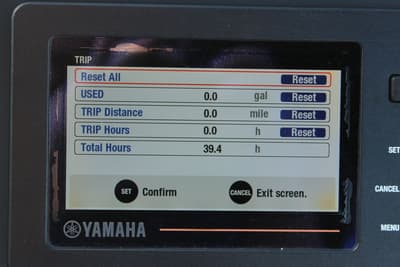 TRIP
Reset All Reset
USED 0.0 gal Reset
TRIP Distance 0.0 mile Reset
TRIP Hours 0.0 h Reset
Total Hours 39.4 h
SET Confirm CANCEL Exit screen.
YAMAHA
SET
CANCEL
MENU